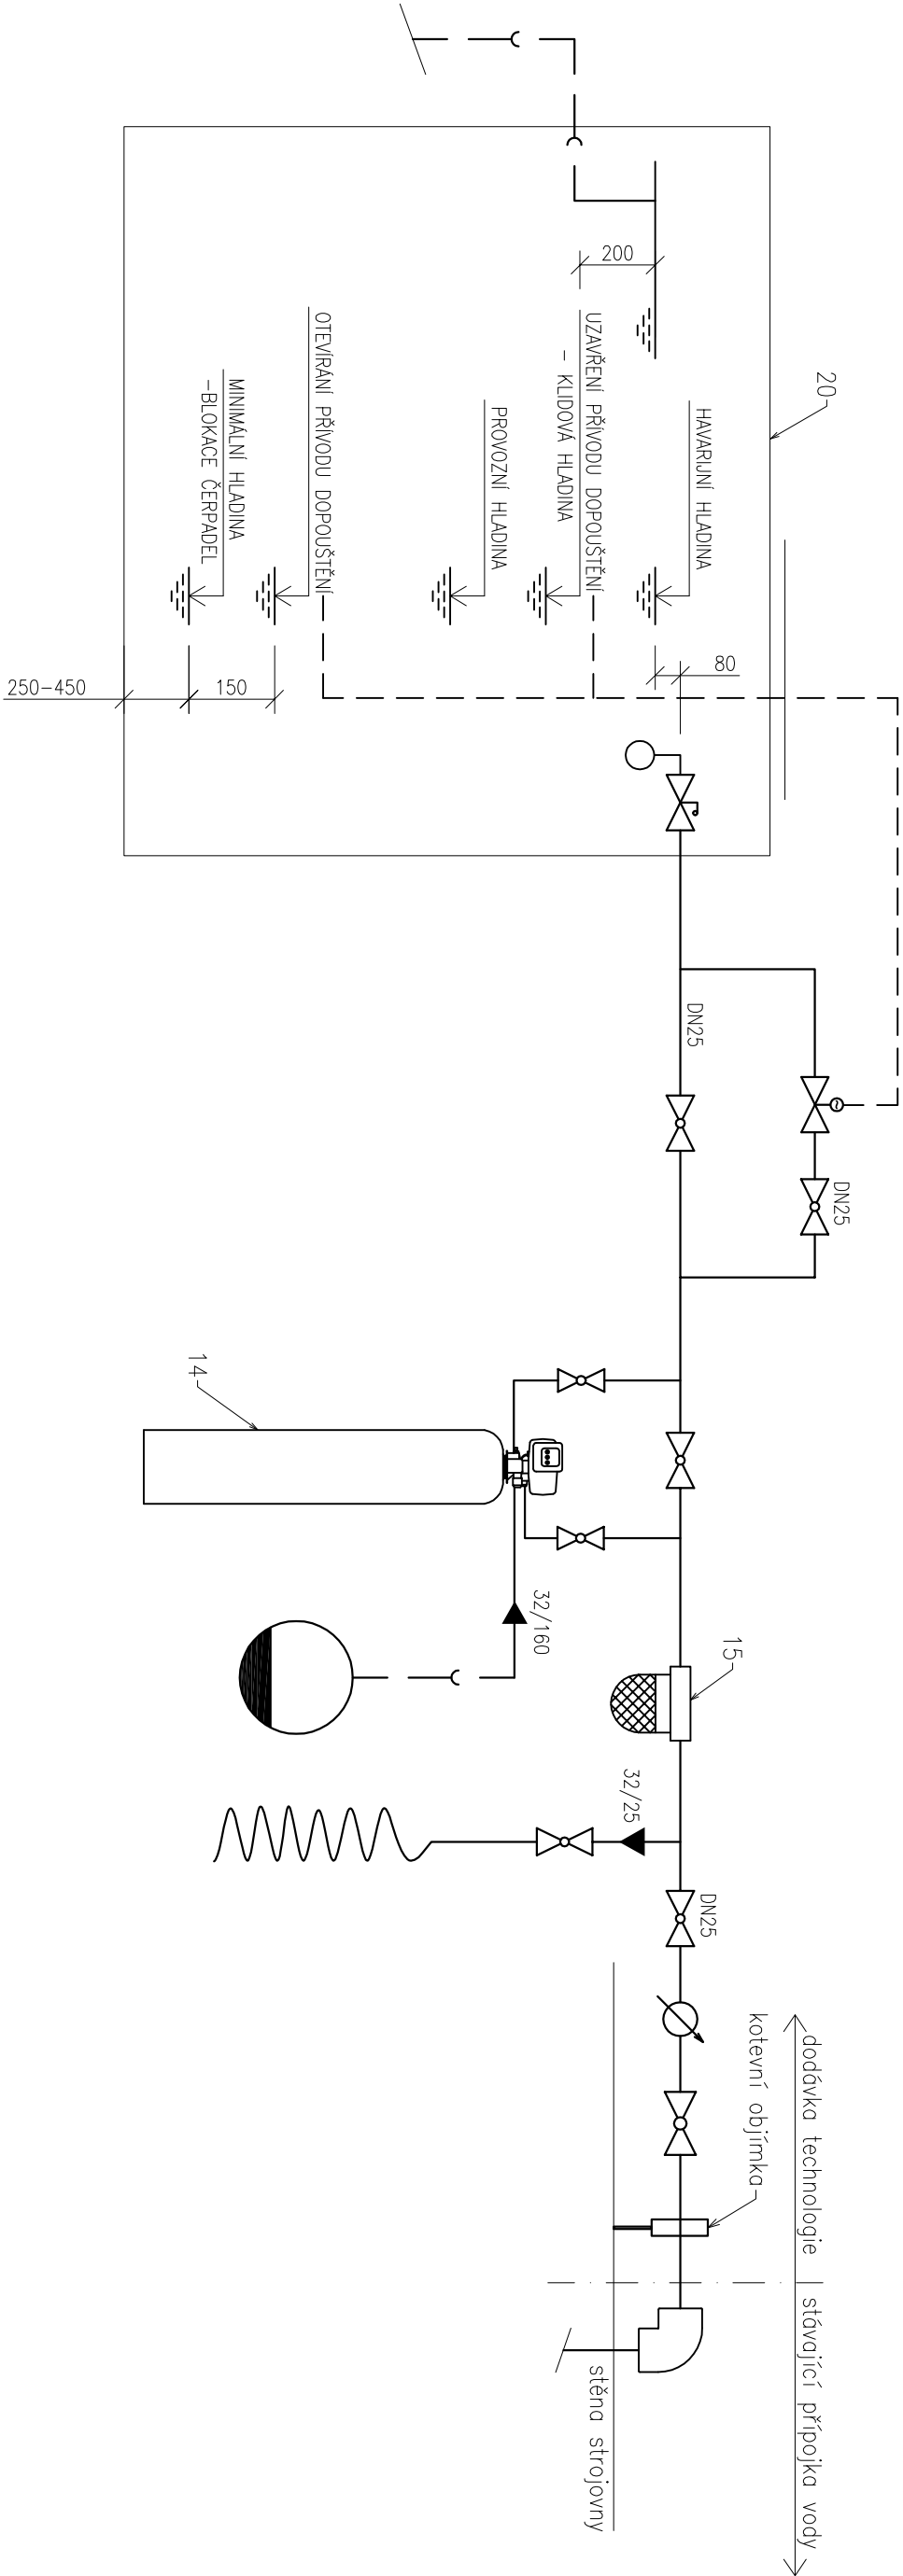 20
200
HAVARIJNÍ HLADINA
UZAVŘENÍ PŘÍVODU DOPOUŠTĚNÍ
- KLIDOVÁ HLADINA
PROVOZNÍ HLADINA
OTEVÍRÁNÍ PŘÍVODU DOPOUŠTĚNÍ
MINIMÁLNÍ HLADINA
-BLOKACE ČERPADEL
80
150
250-450
DN25
DN25
14
32/160
15
32/25
DN25
kotevní objímka
dodávka technologie
stávající přípojka vody
stěna strojovny